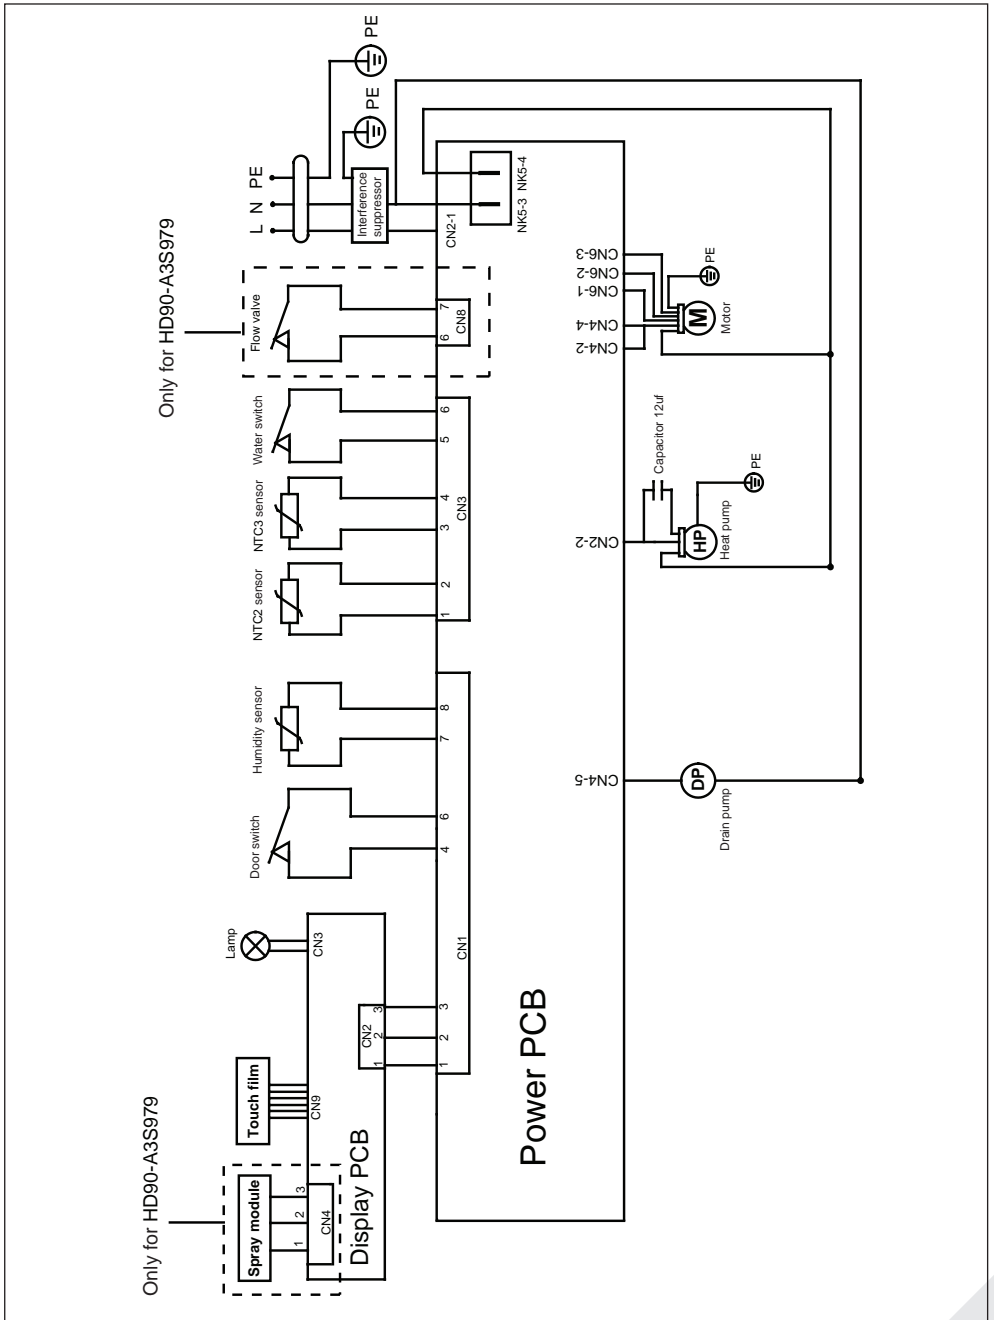 Only for HD90-A3S979
Spray module
1 2 3
CN4
Touch film
CN9
Lamp
CN3
Display PCB
CN2
1 2 3
1 2 3
CN1
Door switch
4 6
Humidity sensor
7 8
NTC2 sensor
1 2
NTC3 sensor
3 4
CN3
Water switch
5 6
Only for HD90-A3S979
Flow valve
6 7
CN8
L N PE
Interference
suppressor
PE
PE
CN2-1
NK5-3 NK5-4
Power PCB
CN4-5
DP
Drain pump
CN2-2
HP
Heat pump
Capacitor 12uf
PE
CN4-2
CN4-4
CN6-1
CN6-2
CN6-3
M
Motor
PE